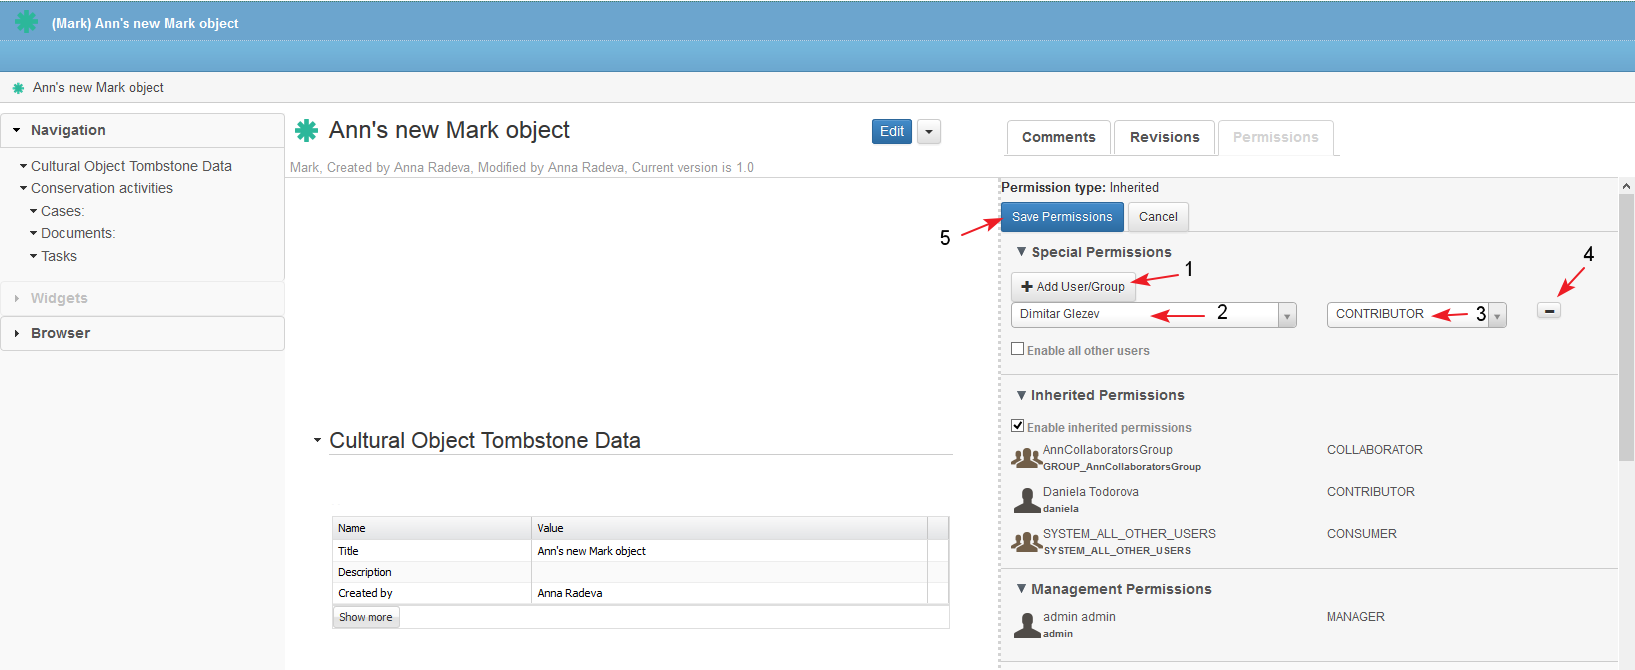 (Mark) Ann's new Mark object
Ann's new Mark object
Navigation
Cultural Object Tombstone Data
Conservation activities
Cases:
Documents:
Tasks
Widgets
Browser
Ann's new Mark object
Edit
Mark, Created by Anna Radeva, Modified by Anna Radeva, Current version is 1.0
Cultural Object Tombstone Data
Name Value
Title Ann's new Mark object
Description
Created by Anna Radeva
Show more
Comments Revisions Permissions
Permission type: Inherited
Save Permissions Cancel
5
Special Permissions
4
1
+ Add User/Group
Dimitar Glezev 2 CONTRIBUTOR 3
Enable all other users
Inherited Permissions
Enable inherited permissions
AnnCollaboratorsGroup COLLABORATOR
GROUP_AnnCollaboratorsGroup
Daniela Todorova CONTRIBUTOR
daniela
SYSTEM_ALL_OTHER_USERS CONSUMER
SYSTEM_ALL_OTHER_USERS
Management Permissions
admin admin MANAGER
admin